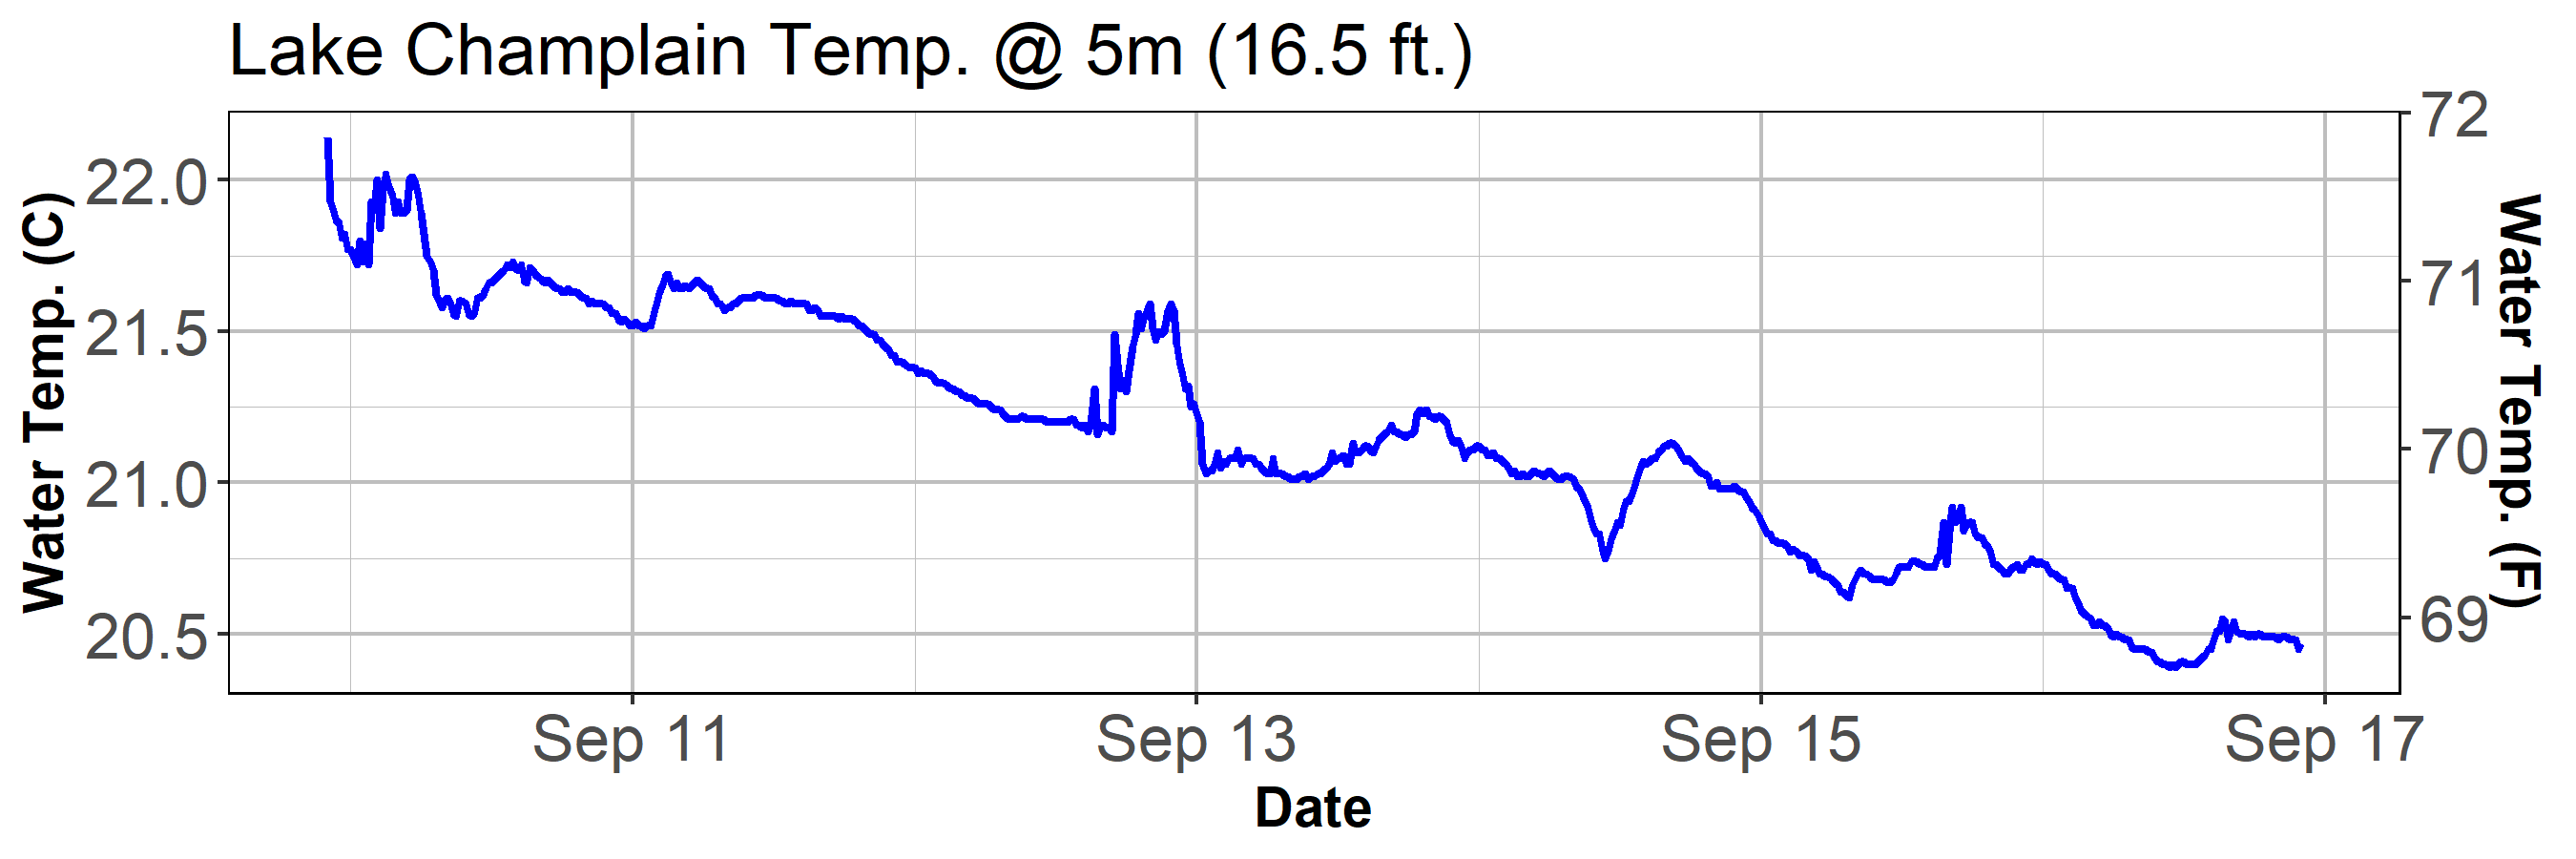 Lake Champlain Temp. @ 5m (16.5 ft.)
Water Temp. (C)
22.0
21.5
21.0
20.5
72
71
70
69
Water Temp. (F)
Sep 11 Sep 13 Sep 15 Sep 17
Date